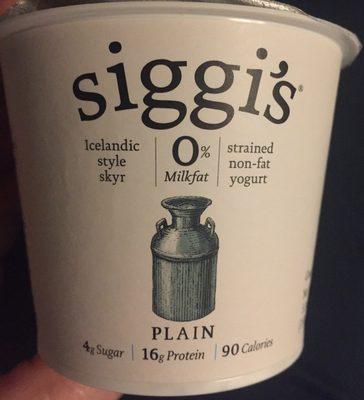 siggi's®
Icelandic style skyr
0% Milkfat
strained non-fat yogurt
PLAIN
4g Sugar | 16g Protein | 90 Calories